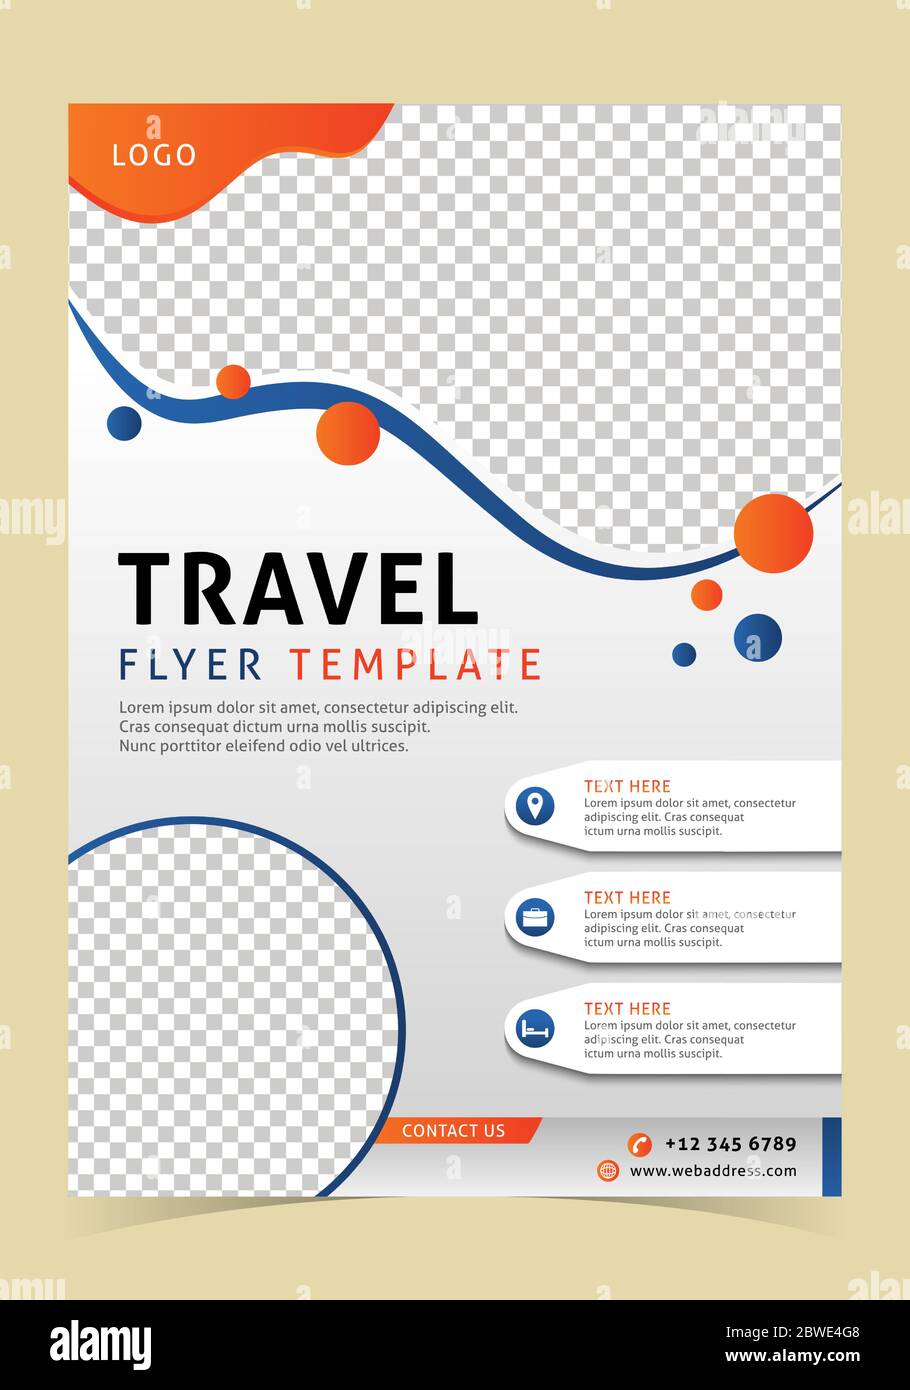 LOGO
TRAVEL
FLYER TEMPLATE
Lorem ipsum dolor sit amet, consectetur adipiscing elit.
Cras consequat dictum urna mollis suscipit.
Nunc porttitor eleifend odio vel ultrices.
TEXT HERE
Lorem ipsum dolor sit amet, consectetur
adipiscing elit. Cras consequat dictum
ictum urna mollis suscipit.
TEXT HERE
Lorem ipsum dolor sit amet, consectetur
adipiscing elit. Cras consequat dictum
ictum urna mollis suscipit.
TEXT HERE
Lorem ipsum dolor sit amet, consectetur
adipiscing elit. Cras consequat dictum
ictum urna mollis suscipit.
CONTACT US
+12 345 6789
www.webaddress.com
alamy
Image ID: 2BWE4G8
www.alamy.com